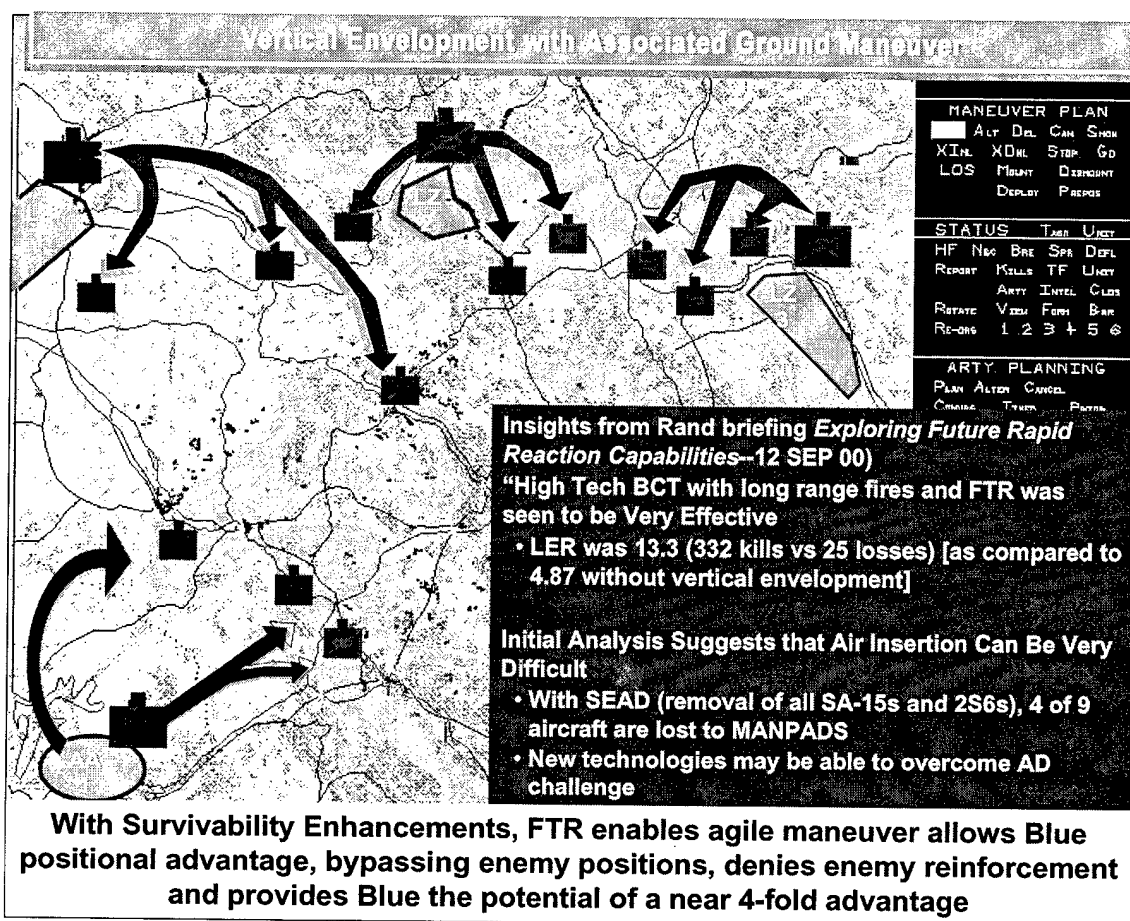 Vertical Envelopment with Associated Ground Maneuver
MANEUVER PLAN
ALT DEL CAN SHOW
STOP GO
LOS MOUNT DISMOUNT
DEPLOY PREPOS
STATUS TASM UNIT
HF NBC BRE SPR DEFL
REPORT KILLS TF UNIT
ARTY INTEL CLDS
ROTATE VIEW FORM BAR
RE-ORG 1 2 3 4 5 6
ARTY. PLANNING
PLAN ALTER CANCEL
LZ
LZ
LZ
AA
Insights from Rand briefing Exploring Future Rapid
Reaction Capabilities--12 SEP 00)
“High Tech BCT with long range fires and FTR was
seen to be Very Effective
• LER was 13.3 (332 kills vs 25 losses) [as compared to
4.87 without vertical envelopment]
Initial Analysis Suggests that Air Insertion Can Be Very
Difficult
• With SEAD (removal of all SA-15s and 2S6s), 4 of 9
aircraft are lost to MANPADS
• New technologies may be able to overcome AD
challenge
With Survivability Enhancements, FTR enables agile maneuver allows Blue
positional advantage, bypassing enemy positions, denies enemy reinforcement
and provides Blue the potential of a near 4-fold advantage